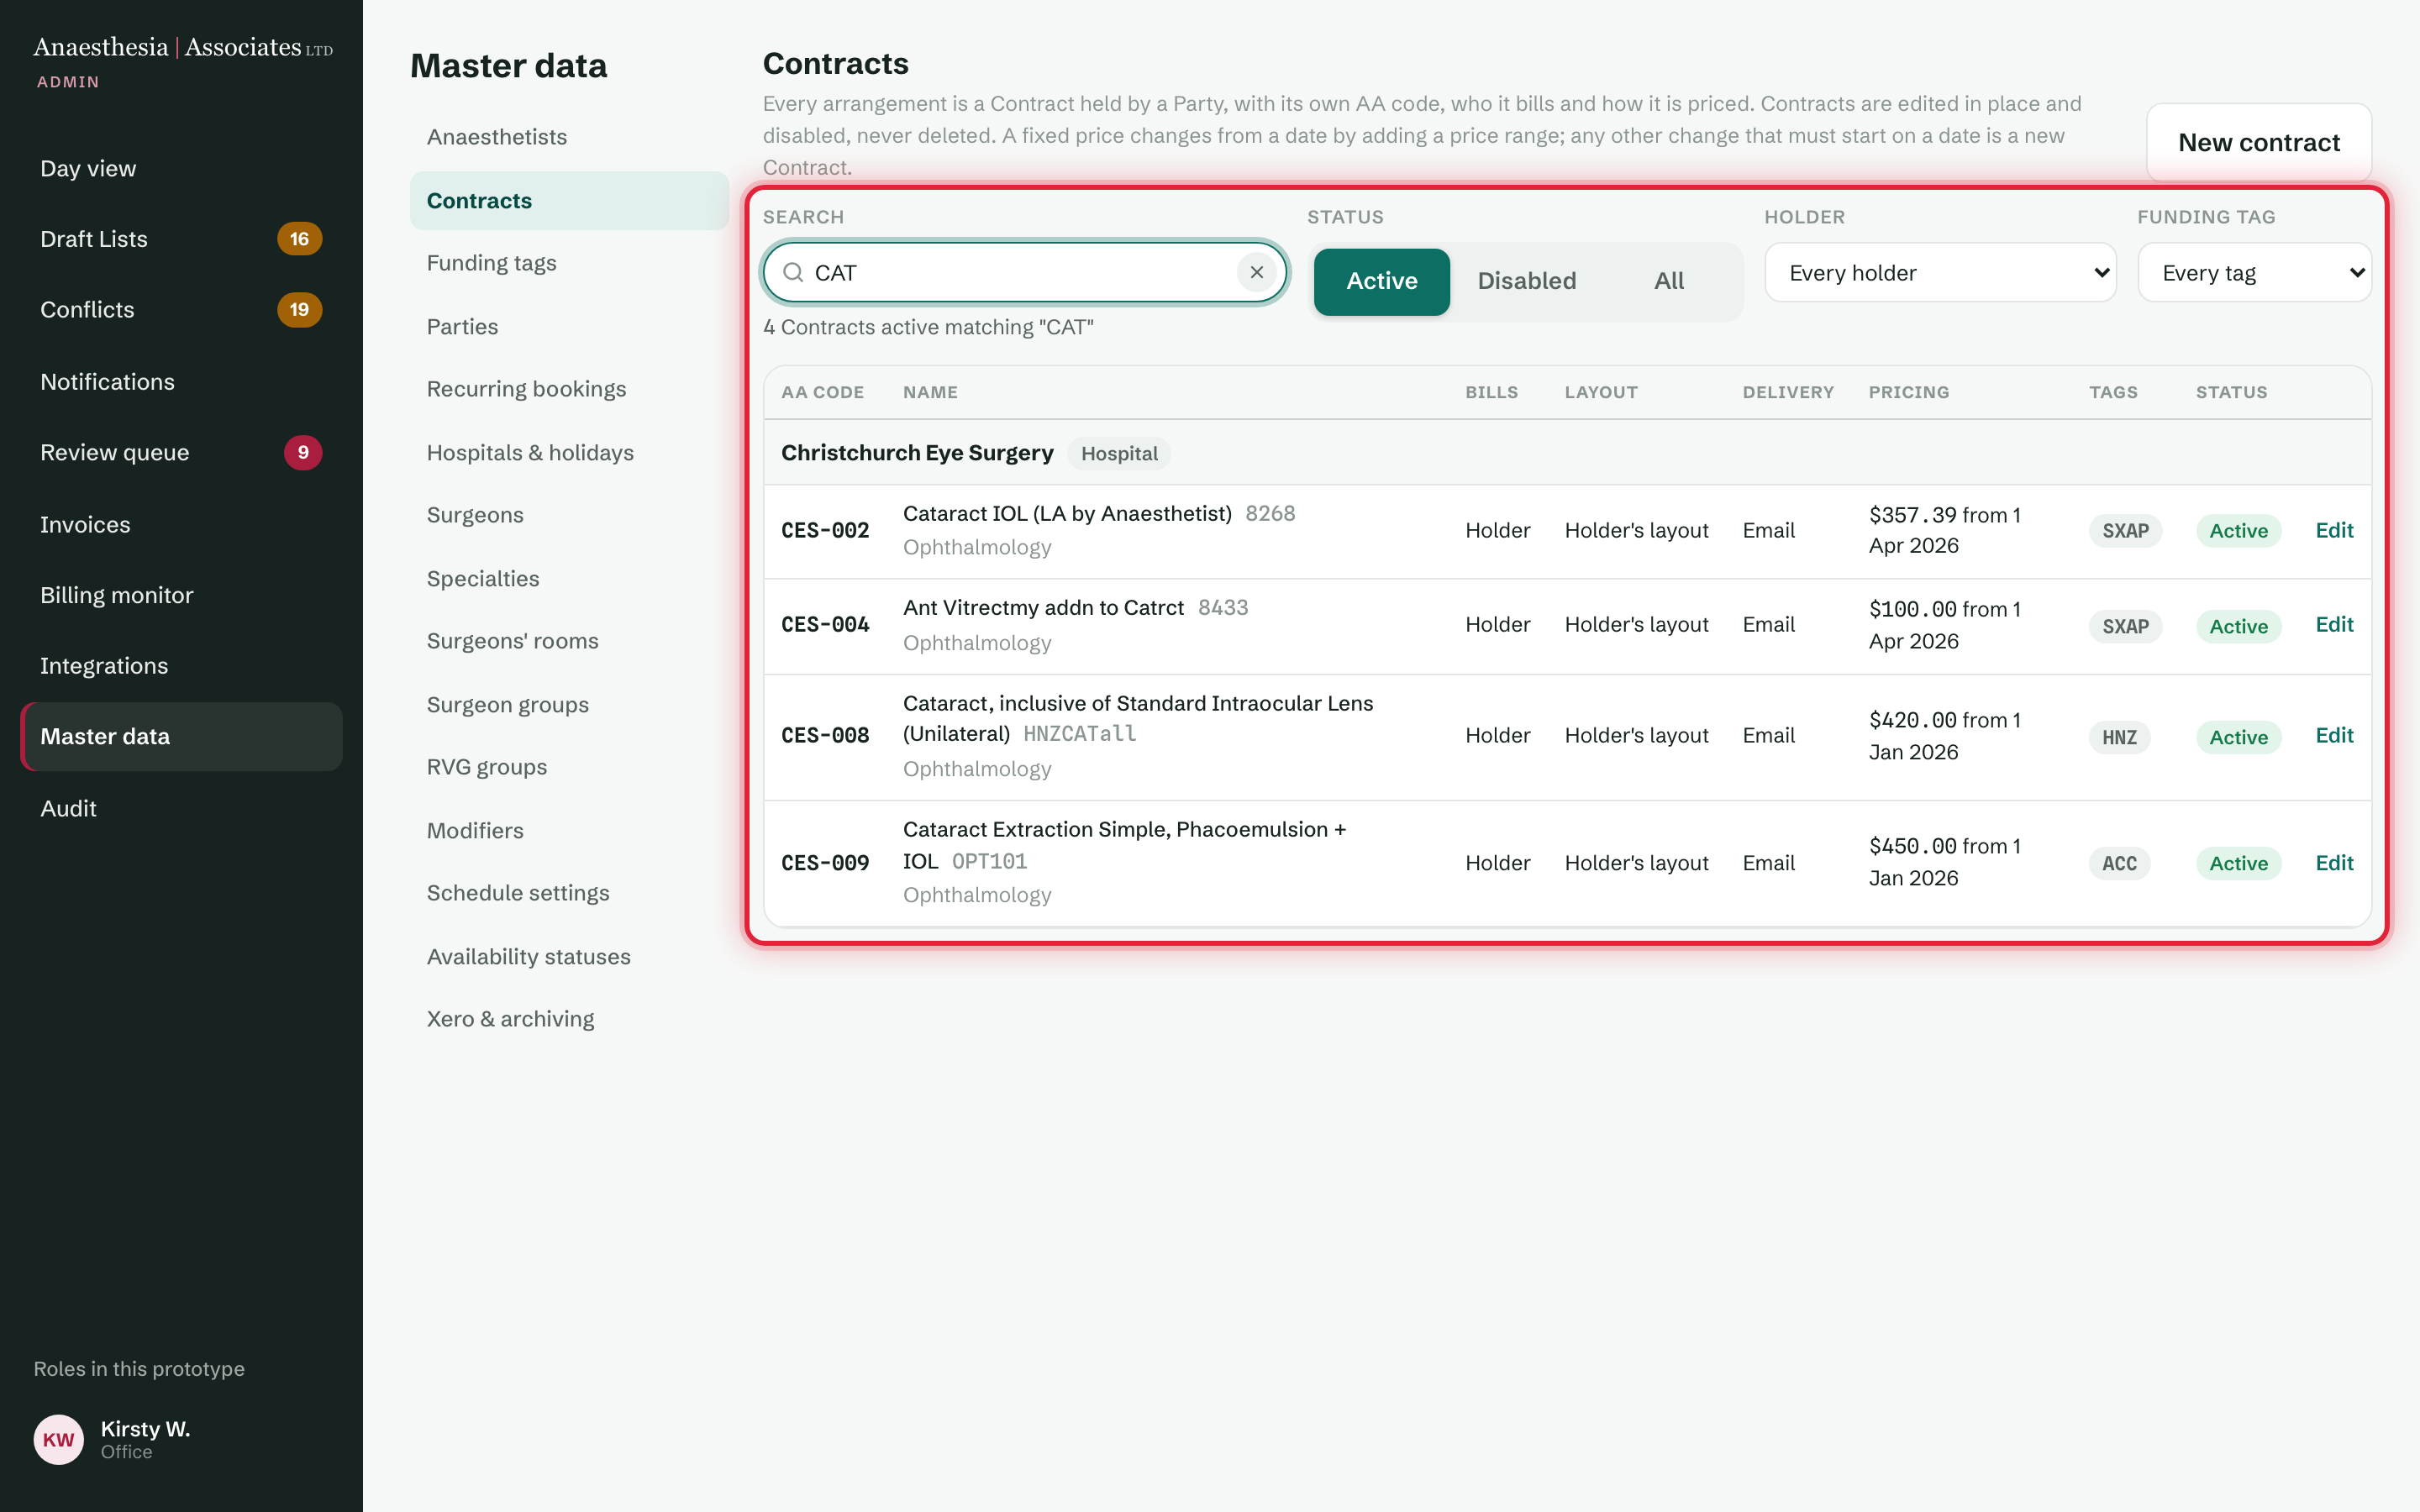 Anaesthesia | Associates LTD
ADMIN
Day view
Draft Lists 16
Conflicts 19
Notifications
Review queue 9
Invoices
Billing monitor
Integrations
Master data
Audit
Roles in this prototype
KW
Kirsty W.
Office
Master data
Anaesthetists
Contracts
Funding tags
Parties
Recurring bookings
Hospitals & holidays
Surgeons
Specialties
Surgeons' rooms
Surgeon groups
RVG groups
Modifiers
Schedule settings
Availability statuses
Xero & archiving
Contracts
Every arrangement is a Contract held by a Party, with its own AA code, who it bills and how it is priced. Contracts are edited in place and
disabled, never deleted. A fixed price changes from a date by adding a price range; any other change that must start on a date is a new
Contract.
New contract
SEARCH STATUS HOLDER FUNDING TAG
CAT Active Disabled All Every holder Every tag
4 Contracts active matching "CAT"
AA CODE NAME BILLS LAYOUT DELIVERY PRICING TAGS STATUS
Christchurch Eye Surgery Hospital
CES-002 Cataract IOL (LA by Anaesthetist) 8268 Holder Holder's layout Email $357.39 from 1 SXAP Active Edit
Ophthalmology Apr 2026
CES-004 Ant Vitrectmy addn to Catrct 8433 Holder Holder's layout Email $100.00 from 1 SXAP Active Edit
Ophthalmology Apr 2026
Cataract, inclusive of Standard Intraocular Lens
CES-008 (Unilateral) HNZCATall Holder Holder's layout Email $420.00 from 1 HNZ Active Edit
Ophthalmology Jan 2026
Cataract Extraction Simple, Phacoemulsion +
CES-009 IOL OPT101 Holder Holder's layout Email $450.00 from 1 ACC Active Edit
Ophthalmology Jan 2026